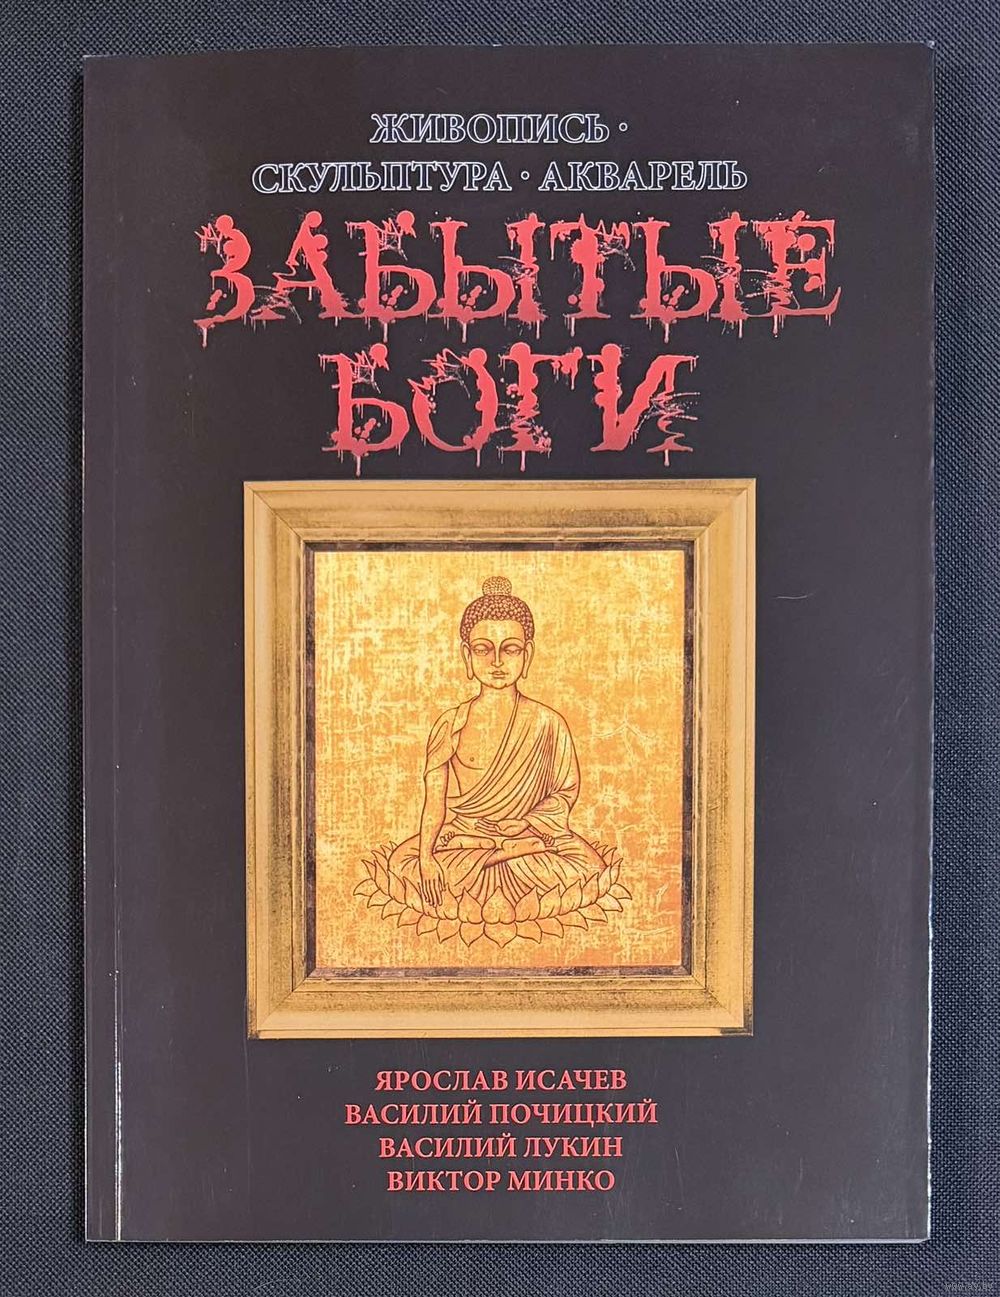 ЖИВОПИСЬ •
СКУЛЬПТУРА • АКВАРЕЛЬ
ЗАБЫТЫЕ
БОГИ
ЯРОСЛАВ ИСАЧЕВ
ВАСИЛИЙ ПОЧИЦКИЙ
ВАСИЛИЙ ЛУКИН
ВИКТОР МИНКО